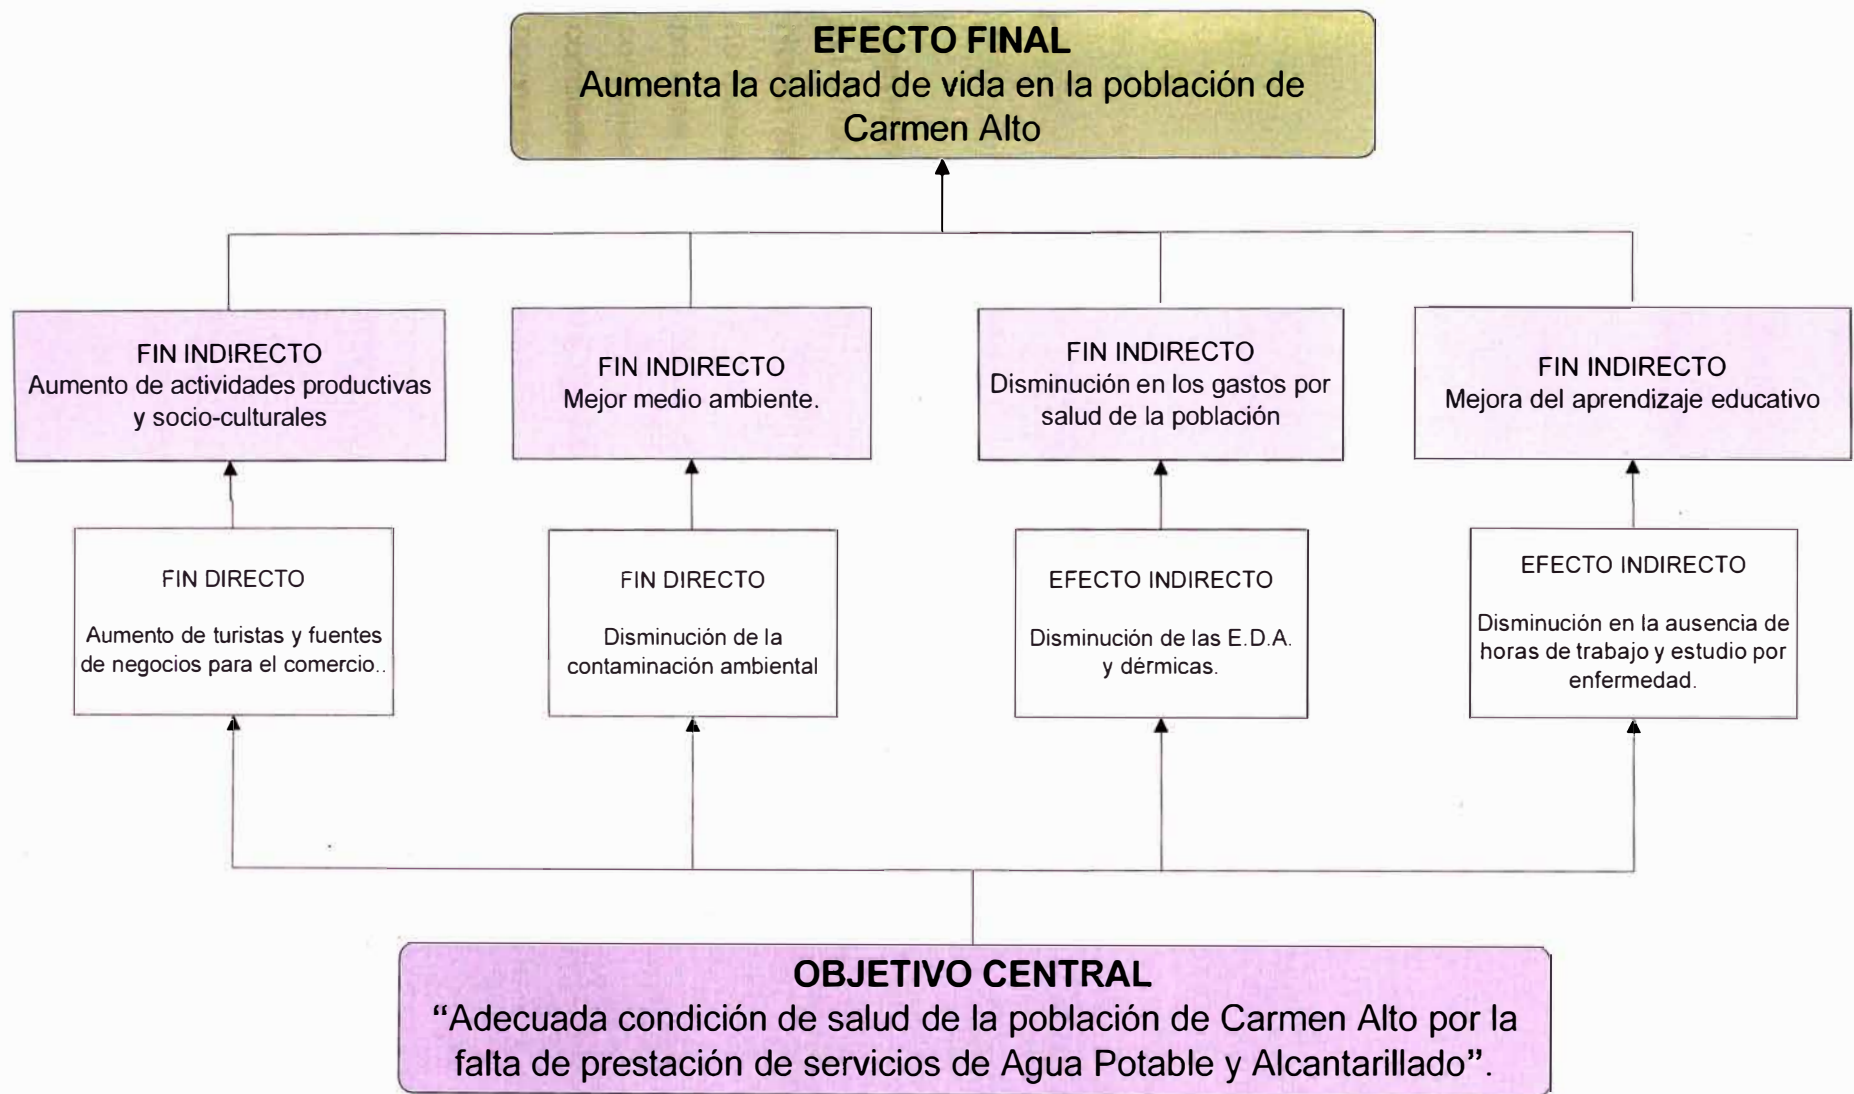 EFECTO FINAL
Aumenta la calidad de vida en la población de
Carmen Alto
FIN INDIRECTO
Aumento de actividades productivas
y socio-culturales
FIN INDIRECTO
Mejor medio ambiente.
FIN INDIRECTO
Disminución en los gastos por
salud de la población
FIN INDIRECTO
Mejora del aprendizaje educativo
FIN DIRECTO
Aumento de turistas y fuentes
de negocios para el comercio..
FIN DIRECTO
Disminución de la
contaminación ambiental
EFECTO INDIRECTO
Disminución de las E.D.A.
y dérmicas.
EFECTO INDIRECTO
Disminución en la ausencia de
horas de trabajo y estudio por
enfermedad.
OBJETIVO CENTRAL
“Adecuada condición de salud de la población de Carmen Alto por la
falta de prestación de servicios de Agua Potable y Alcantarillado”.